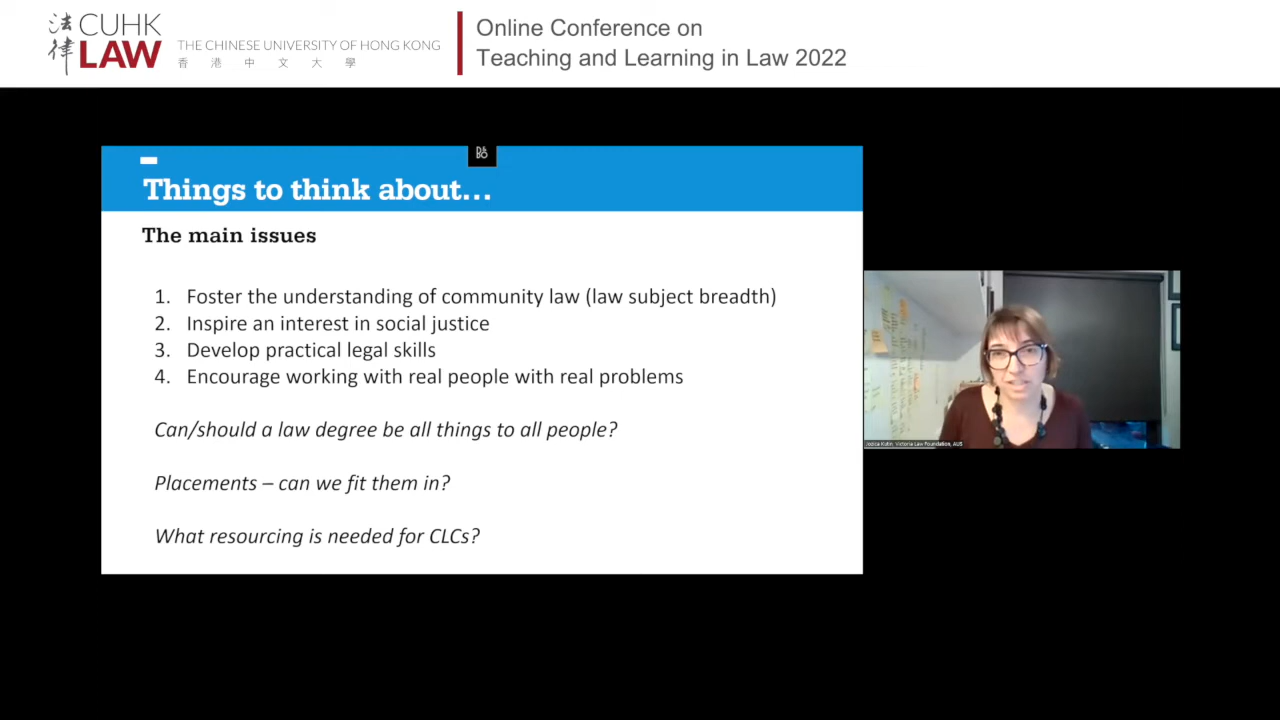 法律
CUHK
LAW
THE CHINESE UNIVERSITY OF HONG KONG
香港中文大學
Online Conference on
Teaching and Learning in Law 2022
Things to think about...
The main issues
1. Foster the understanding of community law (law subject breadth)
2. Inspire an interest in social justice
3. Develop practical legal skills
4. Encourage working with real people with real problems
Can/should a law degree be all things to all people?
Placements – can we fit them in?
What resourcing is needed for CLCs?
Victoria Law Foundation, AUS